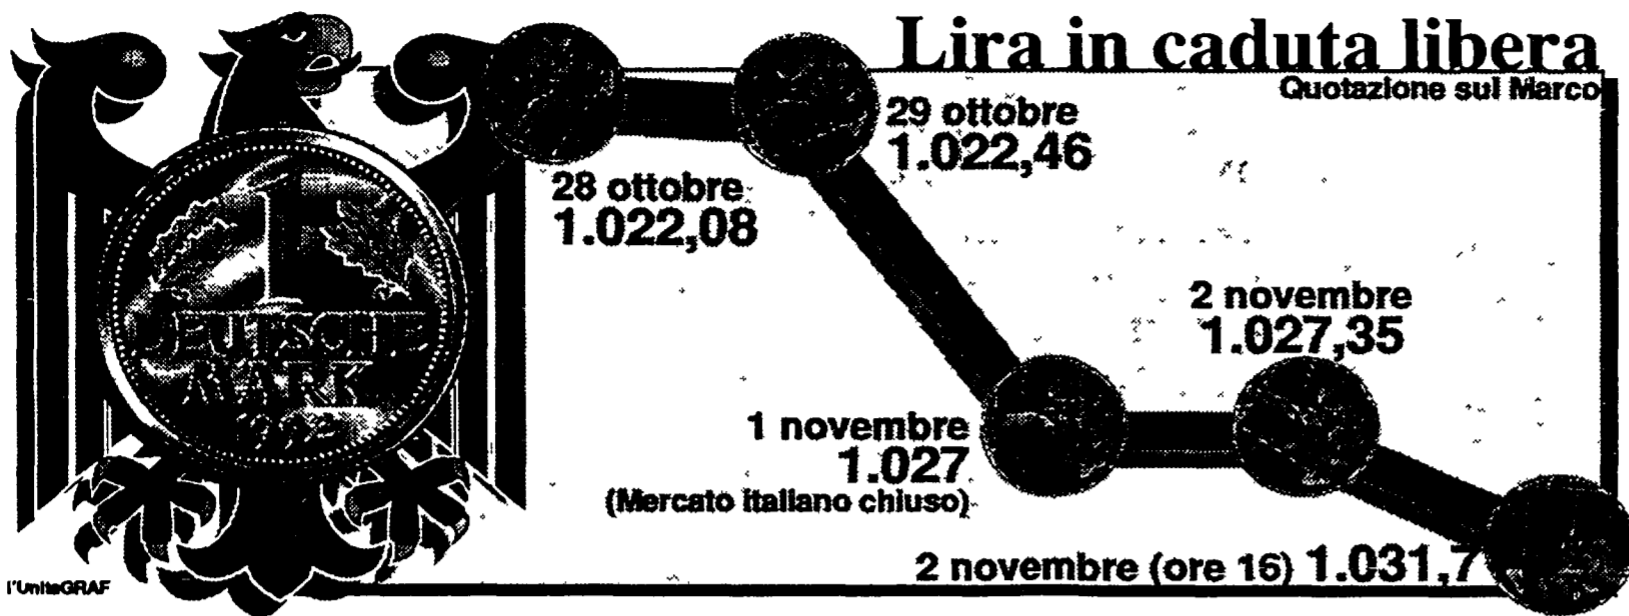 Lira in caduta libera
Quotazione sul Marco
28 ottobre
1.022,08
29 ottobre
1.022,46
1 novembre
1.027
(Mercato italiano chiuso)
2 novembre
1.027,35
2 novembre (ore 16) 1.031,7
DEUTSCHE
MARK
l'UnitaGRAF